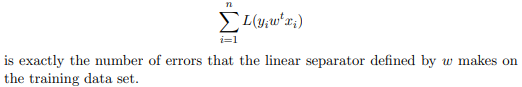 n
∑ L(yᵢwᵗxᵢ)
i=1
is exactly the number of errors that the linear separator defined by w makes on
the training data set.